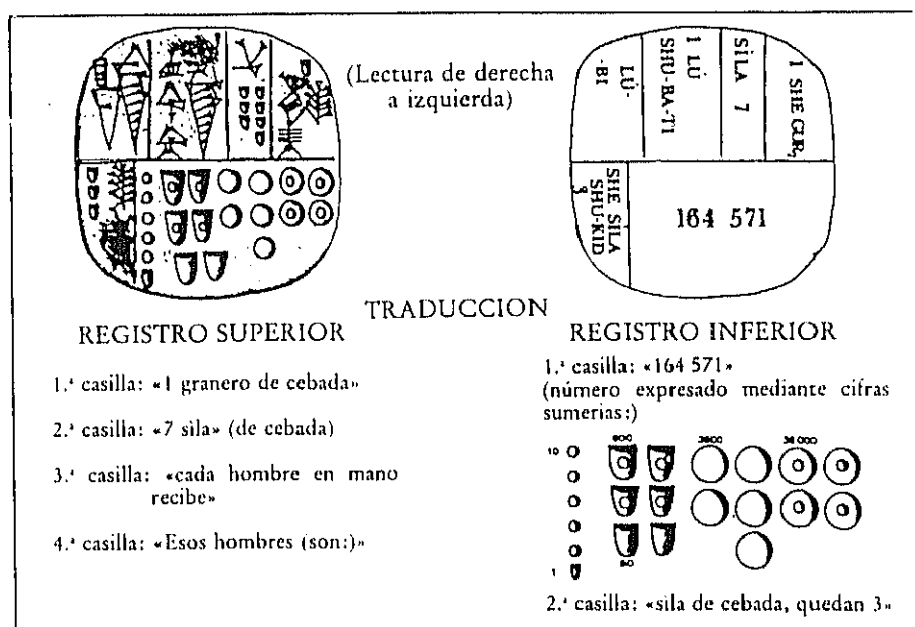 (Lectura de derecha
a izquierda)
LÚ-
-BI
1 LÚ
SHU-BA-TI
SÌLA 7
1 SHE GUR₇
SHE SILA
SHU-KID
3
164 571
TRADUCCION
REGISTRO SUPERIOR
1.ª casilla: «1 granero de cebada»
2.ª casilla: «7 sìla» (de cebada)
3.ª casilla: «cada hombre en mano
recibe»
4.ª casilla: «Esos hombres (son:)»
REGISTRO INFERIOR
1.ª casilla: «164 571»
(número expresado mediante cifras
sumerias:)
10 600 3600 36 000
1 60
2.ª casilla: «sìla de cebada, quedan 3»